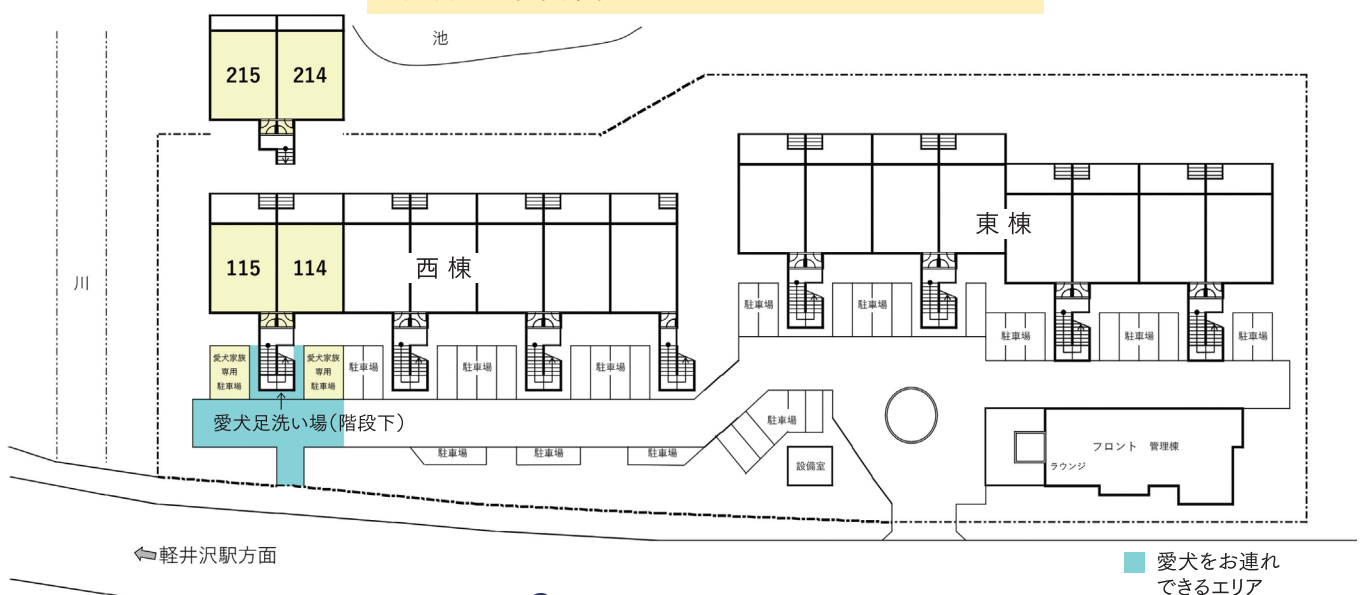 池
215
214
東棟
115
114
西棟
川
駐車場
駐車場
駐車場
駐車場
駐車場
愛犬家族
専用
駐車場
愛犬家族
専用
駐車場
駐車場
駐車場
駐車場
愛犬足洗い場(階段下)
駐車場
駐車場
駐車場
駐車場
設備室
フロント 管理棟
ラウンジ
軽井沢駅方面
愛犬をお連れ
できるエリア